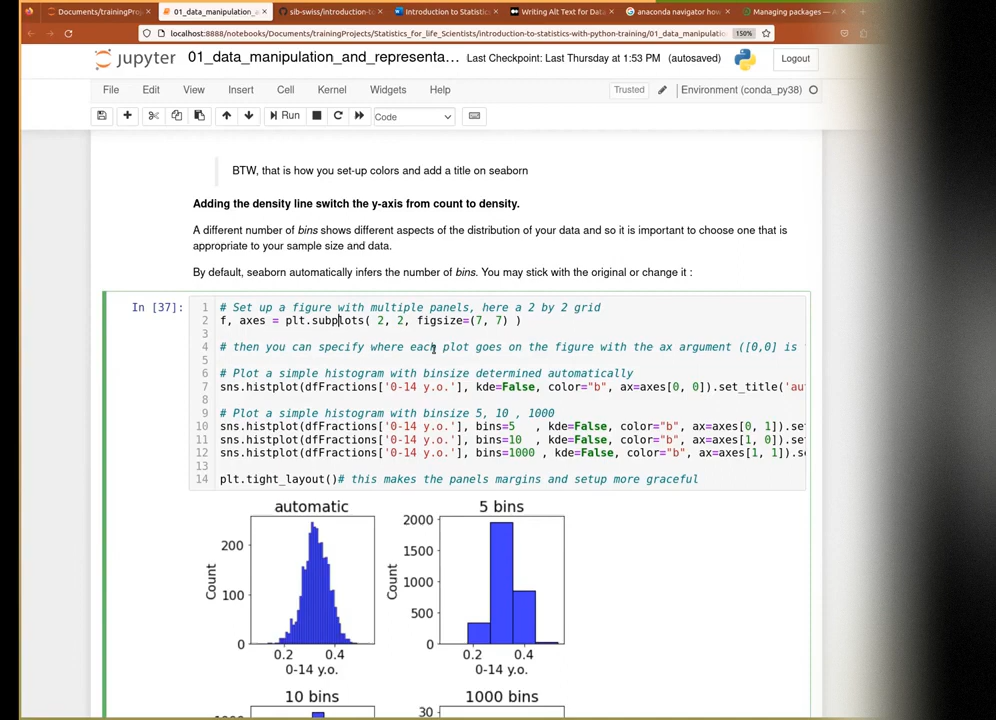 Documents/trainingProj
01_data_manipulation_a
sib-swiss/introduction-to
Introduction to Statistics
Writing Alt Text for Data
anaconda navigator how
Managing packages — A
localhost:8888/notebooks/Documents/trainingProjects/Statistics_for_life_Scientists/introduction-to-statistics-with-python-training/01_data_manipulation
150%
jupyter
01_data_manipulation_and_representa...
Last Checkpoint: Last Thursday at 1:53 PM (autosaved)
Logout
File Edit View Insert Cell Kernel Widgets Help
Trusted
Environment (conda_py38)
Run
Code
BTW, that is how you set-up colors and add a title on seaborn
Adding the density line switch the y-axis from count to density.
A different number of bins shows different aspects of the distribution of your data and so it is important to choose one that is
appropriate to your sample size and data.
By default, seaborn automatically infers the number of bins. You may stick with the original or change it :
In [37]:
1 # Set up a figure with multiple panels, here a 2 by 2 grid
2 f, axes = plt.subplots( 2, 2, figsize=(7, 7) )
3
4 # then you can specify where each plot goes on the figure with the ax argument ([0,0] is
5
6 # Plot a simple histogram with binsize determined automatically
7 sns.histplot(dfFractions['0-14 y.o.'], kde=False, color="b", ax=axes[0, 0]).set_title('au
8
9 # Plot a simple histogram with binsize 5, 10 , 1000
10 sns.histplot(dfFractions['0-14 y.o.'], bins=5 , kde=False, color="b", ax=axes[0, 1]).se
11 sns.histplot(dfFractions['0-14 y.o.'], bins=10 , kde=False, color="b", ax=axes[1, 0]).se
12 sns.histplot(dfFractions['0-14 y.o.'], bins=1000 , kde=False, color="b", ax=axes[1, 1]).s
13
14 plt.tight_layout()# this makes the panels margins and setup more graceful
automatic
200
100
0
Count
0.2 0.4
0-14 y.o.
5 bins
2000
1500
1000
500
0
Count
0.2 0.4
0-14 y.o.
10 bins
1000 bins
30